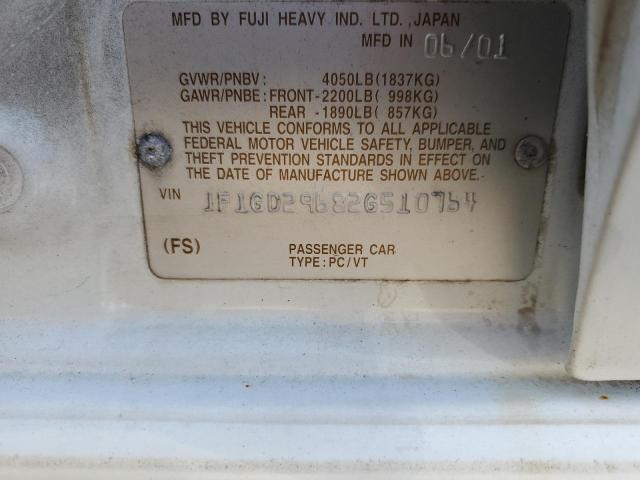 MFD BY FUJI HEAVY IND. LTD., JAPAN
MFD IN 06/01
GVWR/PNBV: 4050LB(1837KG)
GAWR/PNBE:FRONT-2200LB( 998KG)
REAR -1890LB( 857KG)
THIS VEHICLE CONFORMS TO ALL APPLICABLE
FEDERAL MOTOR VEHICLE SAFETY, BUMPER, AND
THEFT PREVENTION STANDARDS IN EFFECT ON
THE DATE OF MANUFACTURE SHOWN ABOVE.
VIN JF1GD29682G510764
(FS) PASSENGER CAR
TYPE:PC/VT